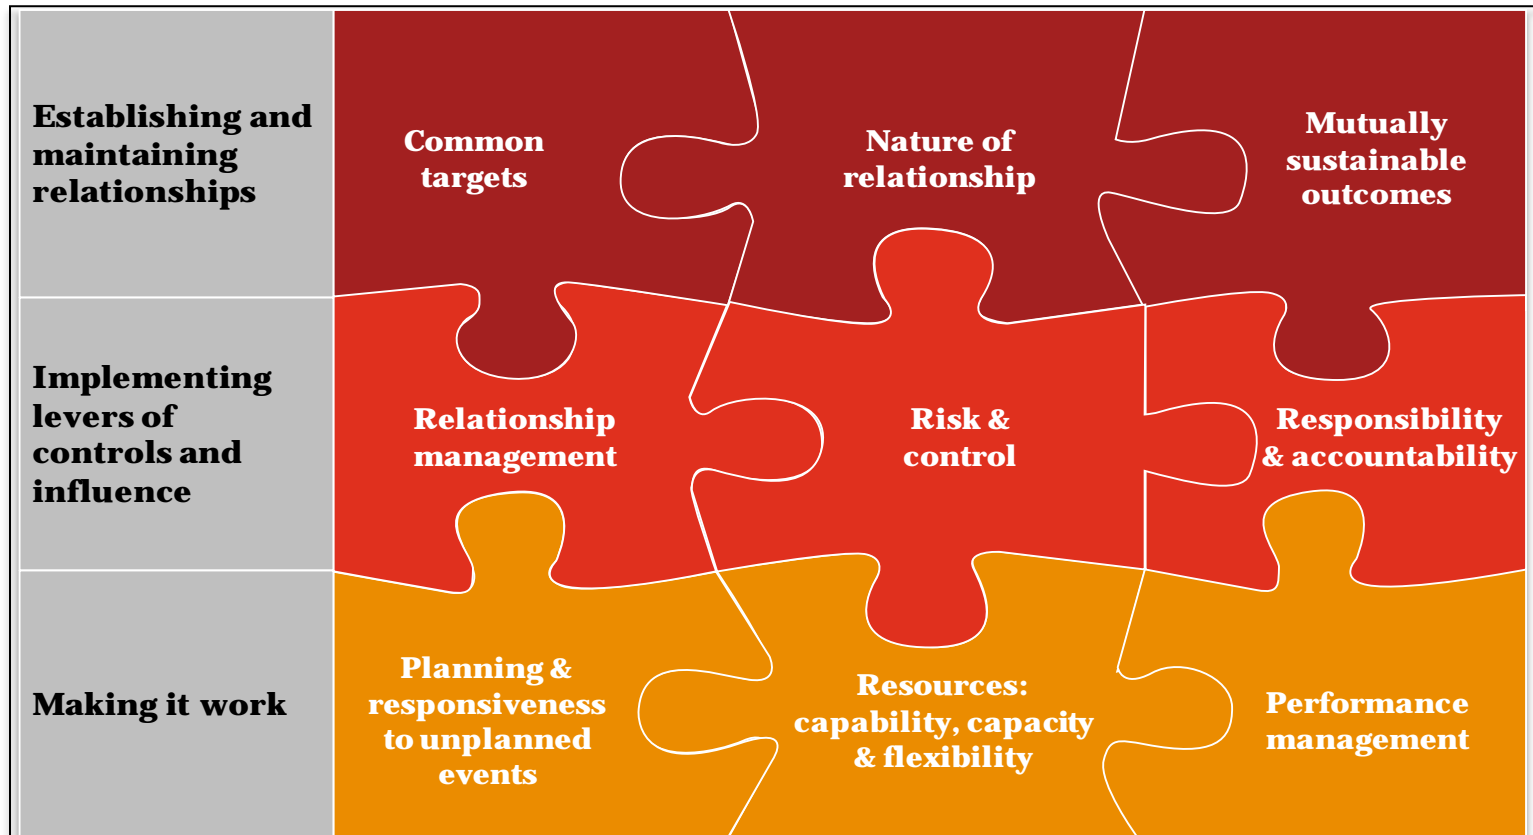 Establishing and
maintaining
relationships
Common
targets
Nature of
relationship
Mutually
sustainable
outcomes
Implementing
levers of
controls and
influence
Relationship
management
Risk &
control
Responsibility
& accountability
Making it work
Planning &
responsiveness
to unplanned
events
Resources:
capability, capacity
& flexibility
Performance
management